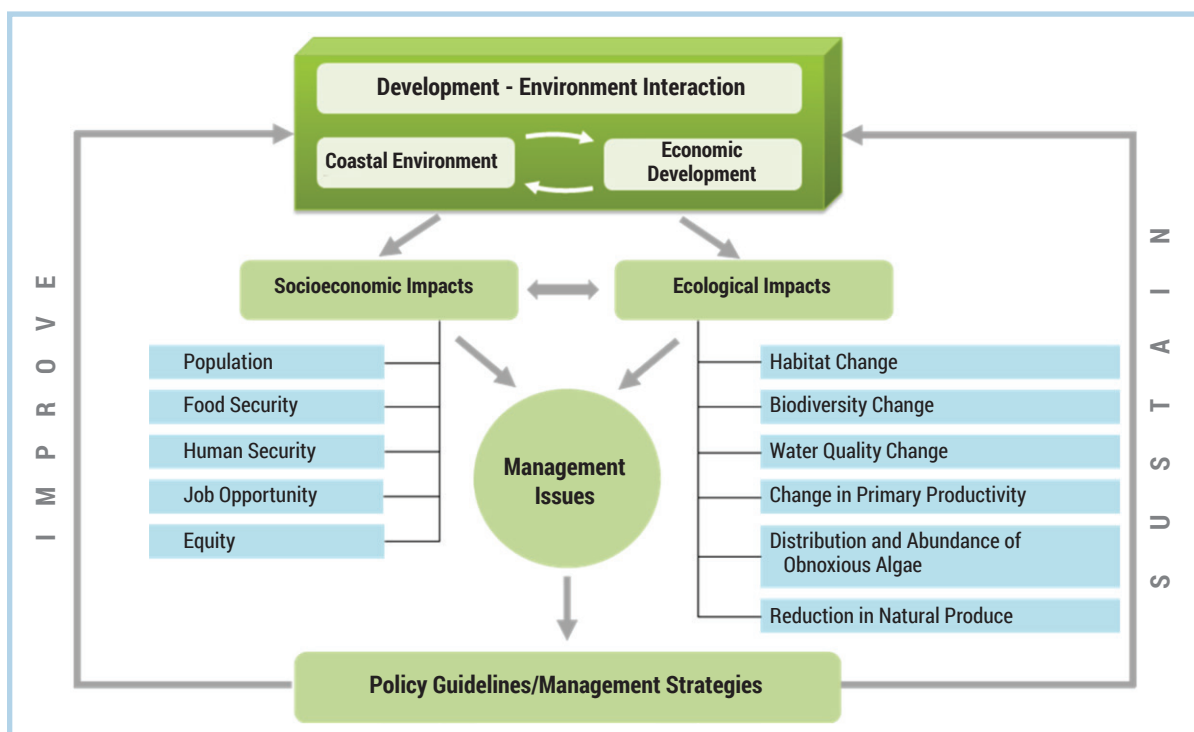 Development - Environment Interaction
Coastal Environment
Economic
Development
Socioeconomic Impacts
Ecological Impacts
Population
Food Security
Human Security
Job Opportunity
Equity
Management
Issues
Habitat Change
Biodiversity Change
Water Quality Change
Change in Primary Productivity
Distribution and Abundance of
Obnoxious Algae
Reduction in Natural Produce
Policy Guidelines/Management Strategies
IMPROVE
SUSTAIN